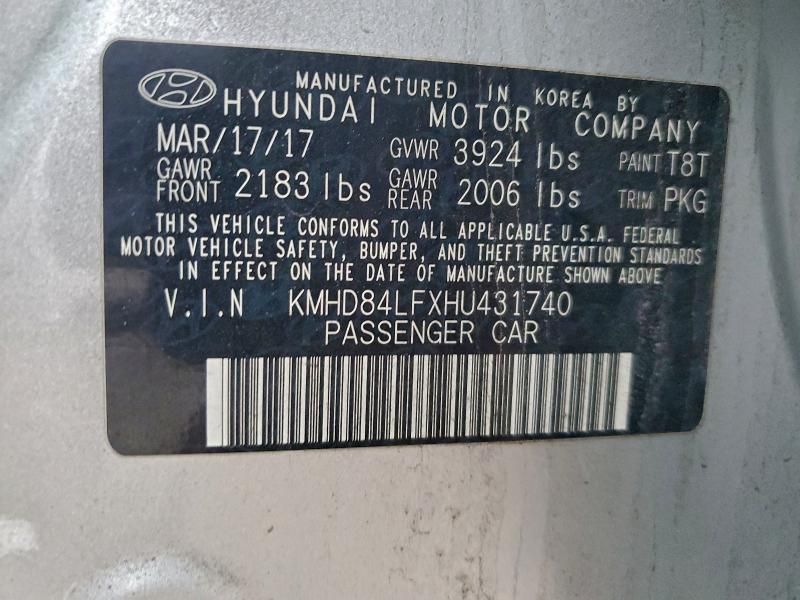 MANUFACTURED IN KOREA BY
HYUNDAI MOTOR COMPANY
MAR/17/17 GVWR 3924 lbs PAINT T8T
GAWR FRONT 2183 lbs GAWR REAR 2006 lbs TRIM PKG
THIS VEHICLE CONFORMS TO ALL APPLICABLE U.S.A. FEDERAL
MOTOR VEHICLE SAFETY, BUMPER, AND THEFT PREVENTION STANDARDS
IN EFFECT ON THE DATE OF MANUFACTURE SHOWN ABOVE
V.I.N KMHD84LFXHU431740
PASSENGER CAR